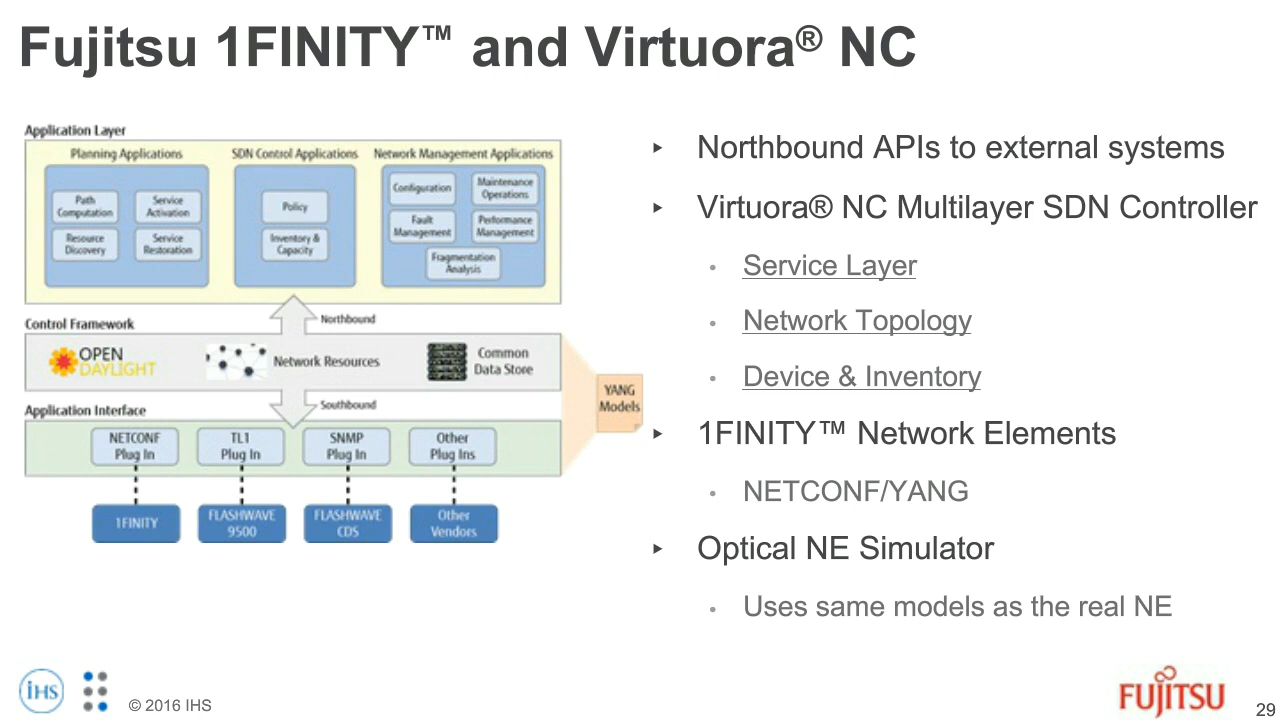 Fujitsu 1FINITY™ and Virtuora® NC
Application Layer
Planning Applications
SDN Control Applications
Network Management Applications
Path
Computation
Service
Activation
Resource
Discovery
Service
Restoration
Policy
Inventory &
Capacity
Configuration
Maintenance
Operations
Fault
Management
Performance
Management
Fragmentation
Analysis
Northbound
Control Framework
OPEN
DAYLIGHT
Network Resources
Common
Data Store
Southbound
Application Interface
YANG
Models
NETCONF
Plug In
TL1
Plug In
SNMP
Plug In
Other
Plug Ins
1FINITY
FLASHWAVE
9500
FLASHWAVE
CDS
Other
Vendors
‣ Northbound APIs to external systems
‣ Virtuora® NC Multilayer SDN Controller
• Service Layer
• Network Topology
• Device & Inventory
‣ 1FINITY™ Network Elements
• NETCONF/YANG
‣ Optical NE Simulator
• Uses same models as the real NE
iHS
© 2016 IHS
FUJITSU
29